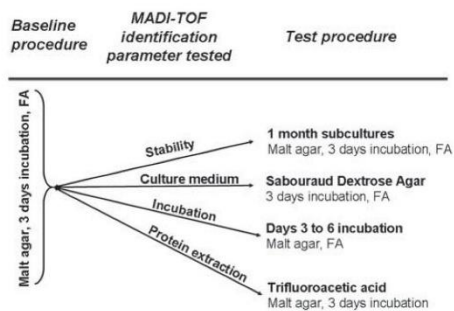 Baseline
procedure
MADI-TOF
identification
parameter tested
Test procedure
Malt agar, 3 days incubation, FA
Stability
1 month subcultures
Malt agar, 3 days incubation, FA
Culture medium
Sabouraud Dextrose Agar
3 days incubation, FA
Incubation
Days 3 to 6 incubation
Malt agar, FA
Protein extraction
Trifluoroacetic acid
Malt agar, 3 days incubation